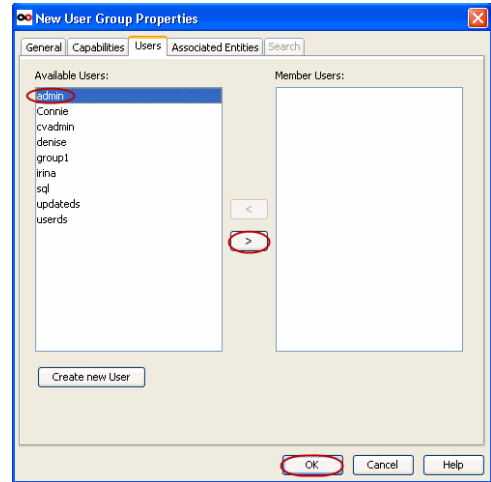 New User Group Properties
General Capabilities Users Associated Entities Search
Available Users: Member Users:
admin
Connie
cvadmin
denise
group1
irina
sql
updateds
userds
<
>
Create new User
OK Cancel Help